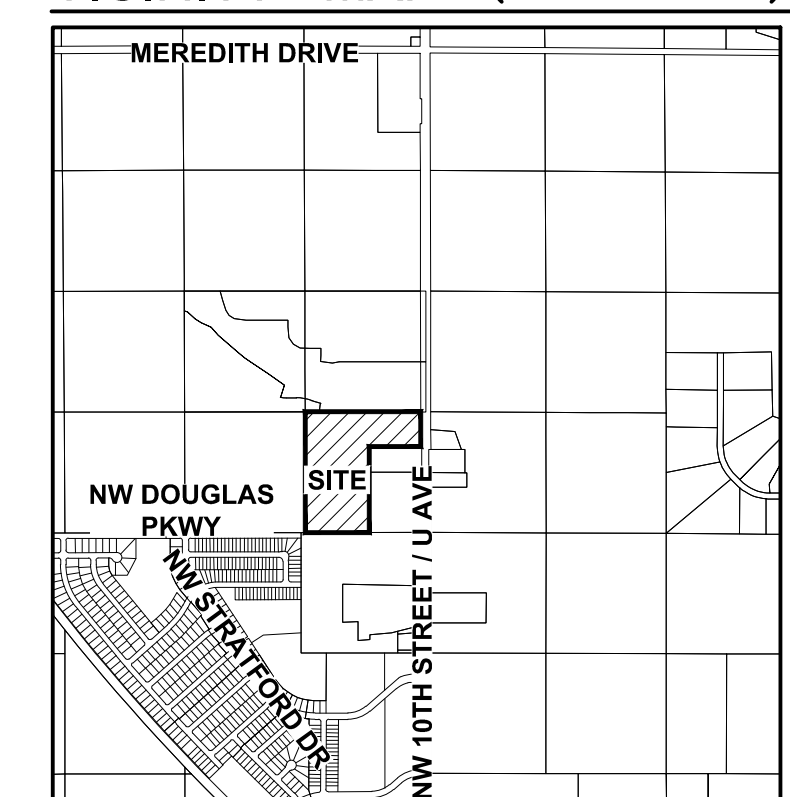 MEREDITH DRIVE
SITE
NW DOUGLAS
PKWY
NW STRATFORD DR
NW 10TH STREET / U AVE